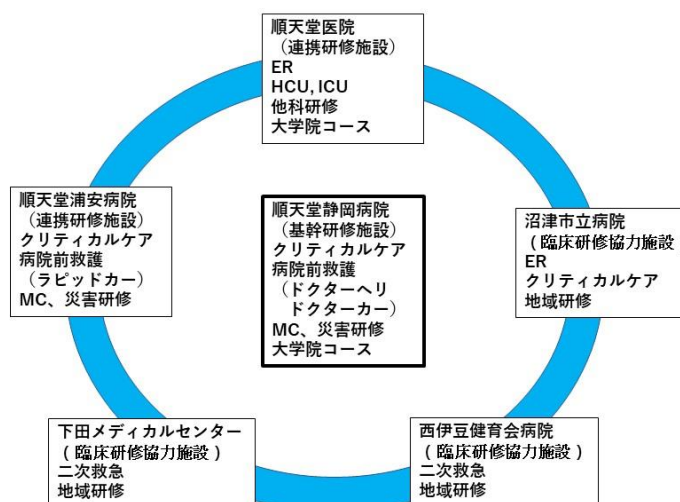 順天堂医院
（連携研修施設）
ER
HCU, ICU
他科研修
大学院コース
順天堂浦安病院
（連携研修施設）
クリティカルケア
病院前救護
（ラピッドカー）
MC、災害研修
順天堂静岡病院
（基幹研修施設）
クリティカルケア
病院前救護
（ドクターヘリ
ドクターカー）
MC、災害研修
大学院コース
沼津市立病院
(臨床研修協力施設
ER
クリティカルケア
地域研修
下田メディカルセンター
(臨床研修協力施設)
二次救急
地域研修
西伊豆健育会病院
(臨床研修協力施設)
二次救急
地域研修